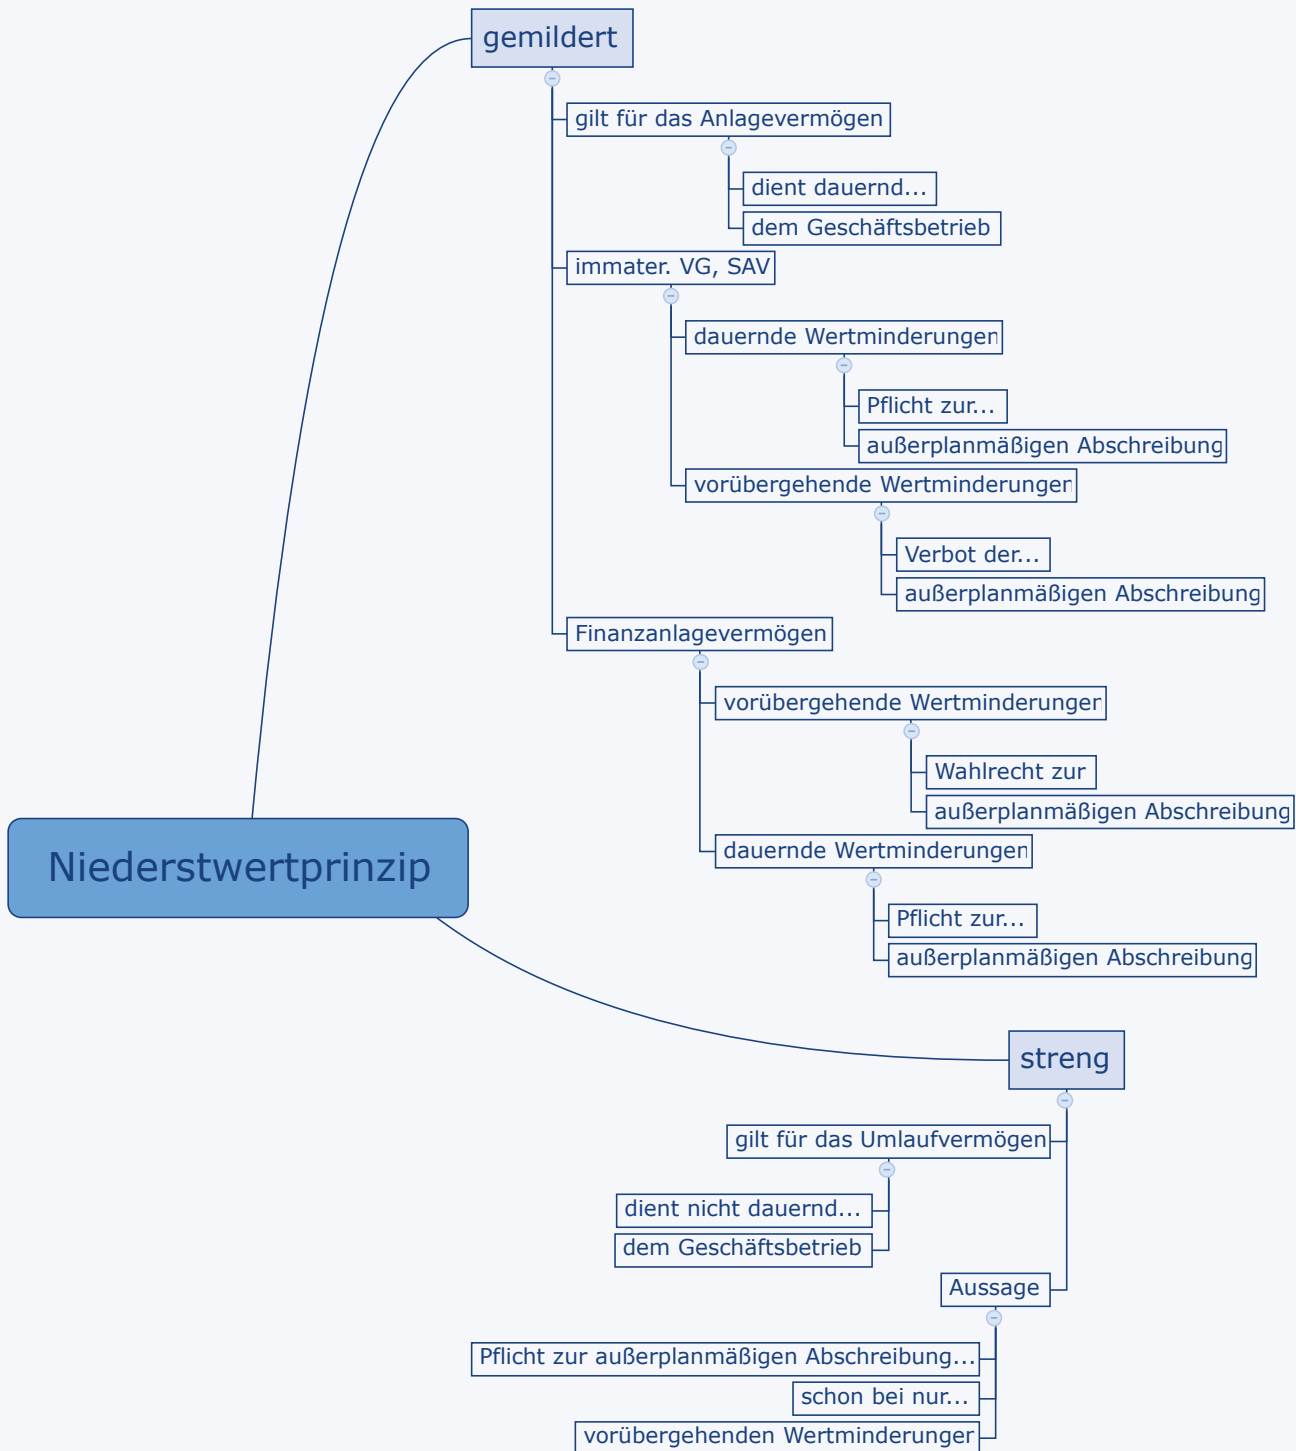 gemildert
gilt für das Anlagevermögen
dient dauernd...
dem Geschäftsbetrieb
immater. VG, SAV
dauernde Wertminderungen
Pflicht zur...
außerplanmäßigen Abschreibung
vorübergehende Wertminderungen
Verbot der...
außerplanmäßigen Abschreibung
Finanzanlagevermögen
vorübergehende Wertminderungen
Wahlrecht zur
außerplanmäßigen Abschreibung
dauernde Wertminderungen
Niederstwertprinzip
Pflicht zur...
außerplanmäßigen Abschreibung
streng
gilt für das Umlaufvermögen
dient nicht dauernd...
dem Geschäftsbetrieb
Aussage
Pflicht zur außerplanmäßigen Abschreibung...
schon bei nur...
vorübergehenden Wertminderungen